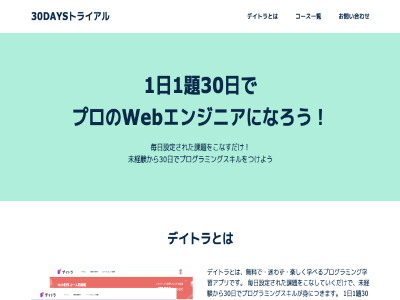 30DAYSトライアル
デイトラとは
コース一覧
お問い合わせ
1日1題30日で
プロのWebエンジニアになろう！
毎日設定された課題をこなすだけ！
未経験から30日でプログラミングスキルをつけよう
デイトラとは
デイトラ
デイトラとは、無料で・迷わず・楽しく学べるプログラミング学
習アプリです。 毎日設定された課題をこなしていくだけで、未経
験から30日でプログラミングスキルが身につきます。 1日1題30